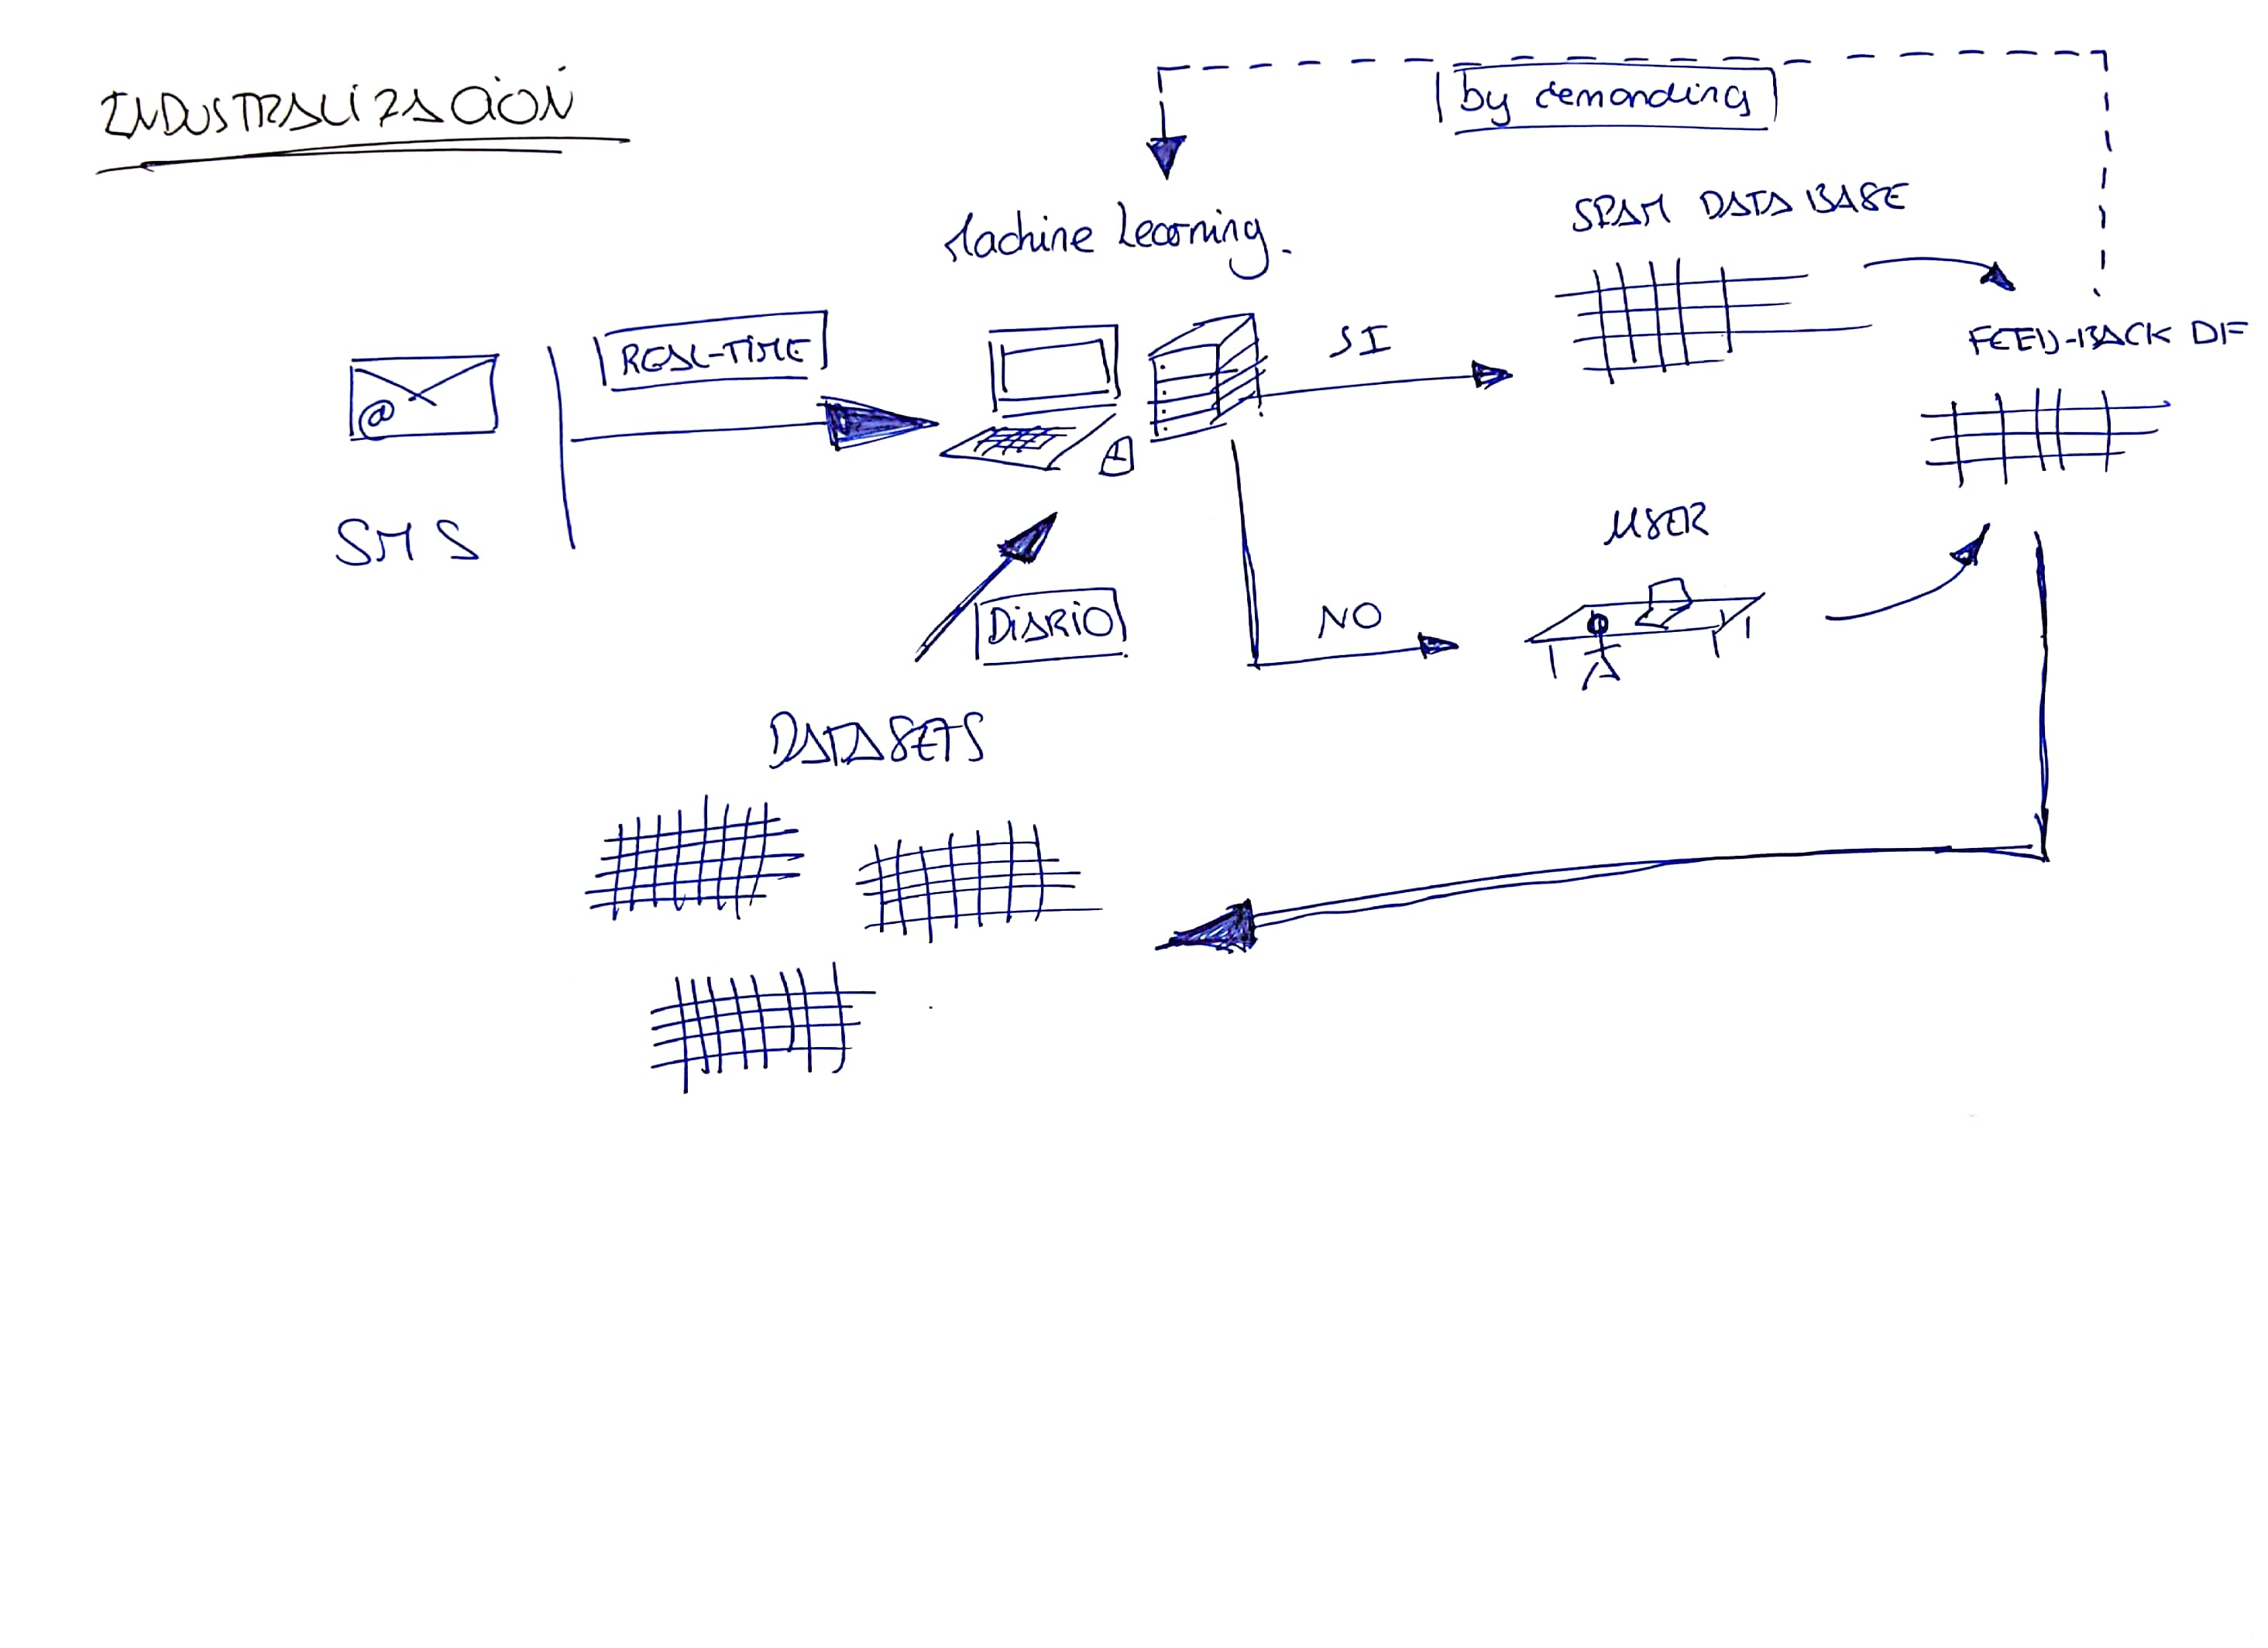 INDUSTRALIZACIÓN
by demanding
SPAM DATA BASE
Machine Learning.
REAL-TIME
SI
FEED-BACK DF
@
SMS
USER
DIARIO
NO
DATASETS